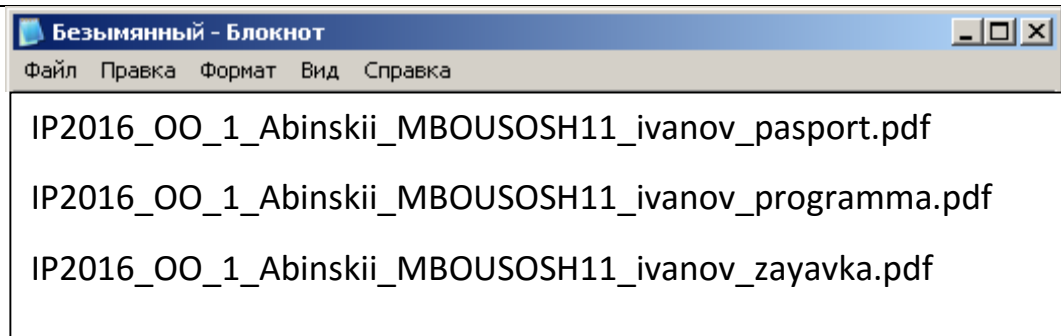 Безымянный - Блокнот
Файл Правка Формат Вид Справка
IP2016_OO_1_Abinskii_MBOUSOSH11_ivanov_pasport.pdf
IP2016_OO_1_Abinskii_MBOUSOSH11_ivanov_programma.pdf
IP2016_OO_1_Abinskii_MBOUSOSH11_ivanov_zayavka.pdf